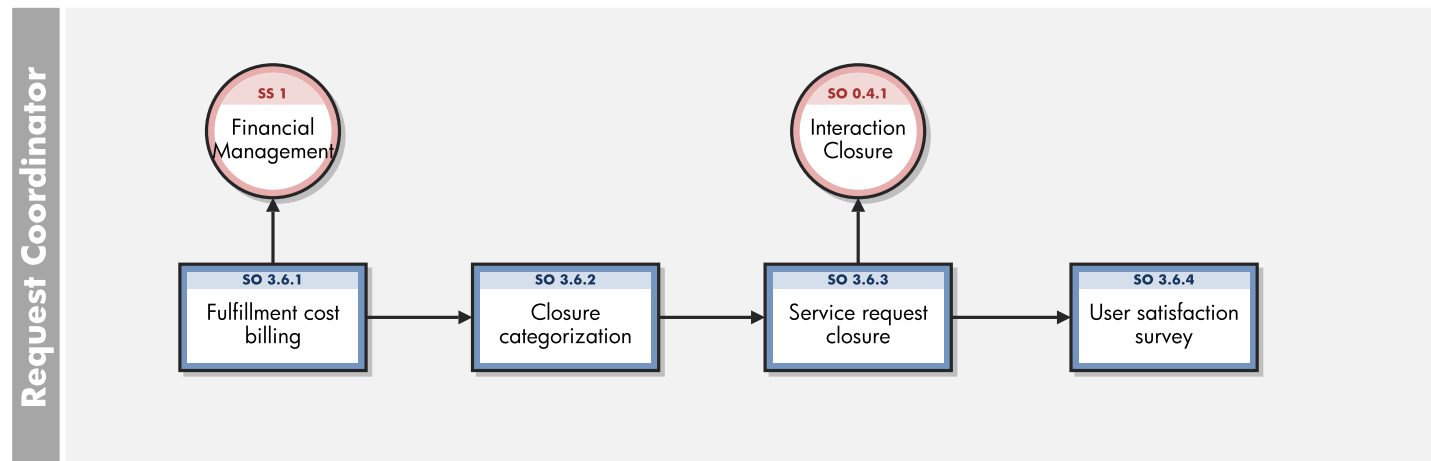 Request Coordinator
SS 1
Financial
Management
SO 0.4.1
Interaction
Closure
SO 3.6.1
Fulfillment cost
billing
SO 3.6.2
Closure
categorization
SO 3.6.3
Service request
closure
SO 3.6.4
User satisfaction
survey